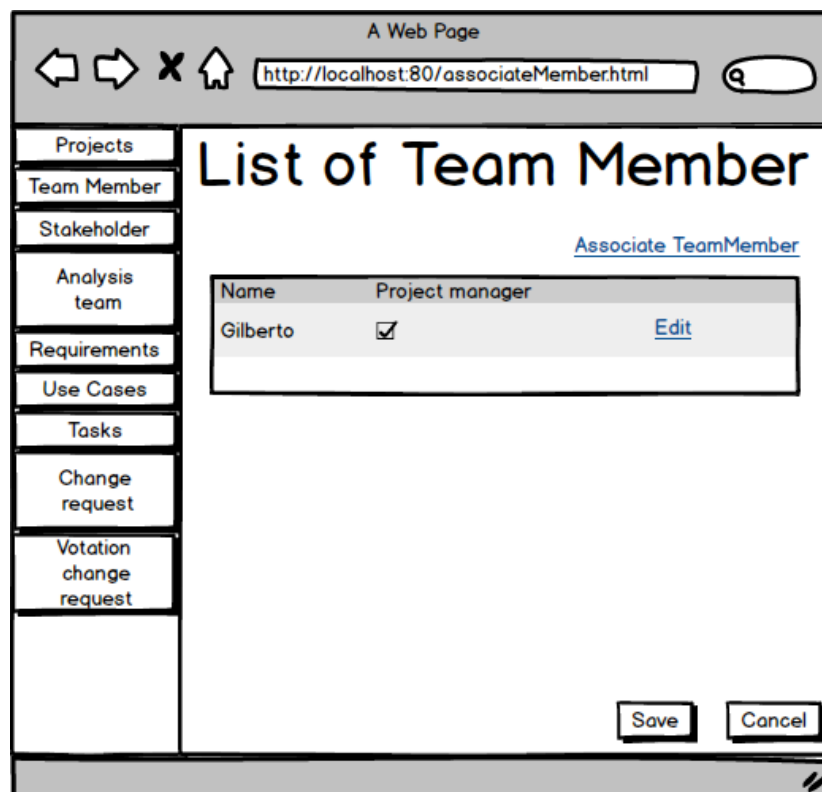 A Web Page
http://localhost:80/associateMember.html
Projects
Team Member
Stakeholder
Analysis
team
Requirements
Use Cases
Tasks
Change
request
Votation
change
request
List of Team Member
Associate TeamMember
Name Project manager
Gilberto Edit
Save Cancel